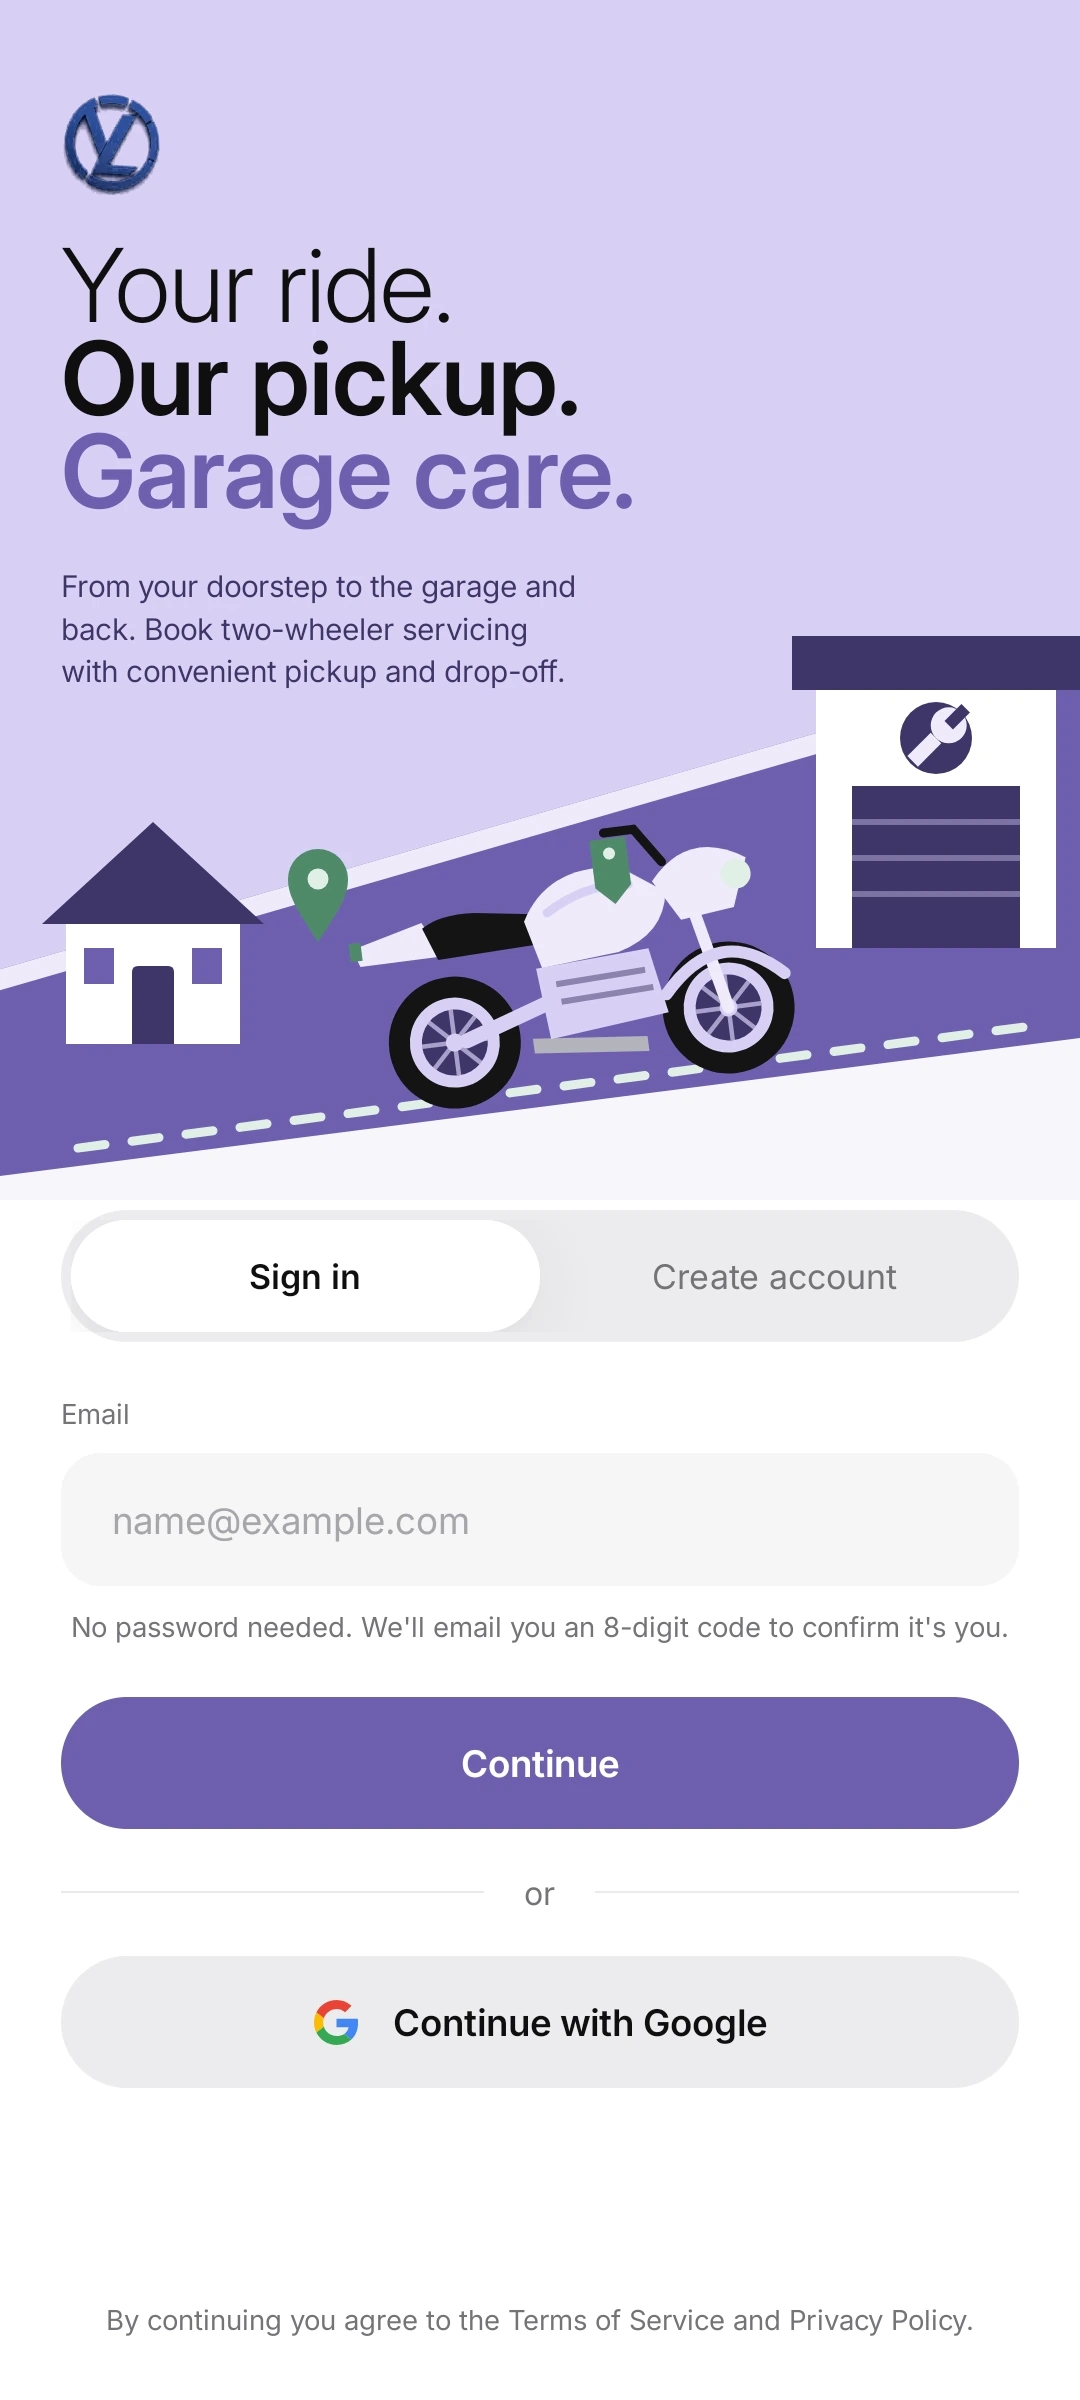 Your ride.
Our pickup.
Garage care.
From your doorstep to the garage and
back. Book two-wheeler servicing
with convenient pickup and drop-off.
Sign in
Create account
Email
name@example.com
No password needed. We'll email you an 8-digit code to confirm it's you.
Continue
or
Continue with Google
By continuing you agree to the Terms of Service and Privacy Policy.